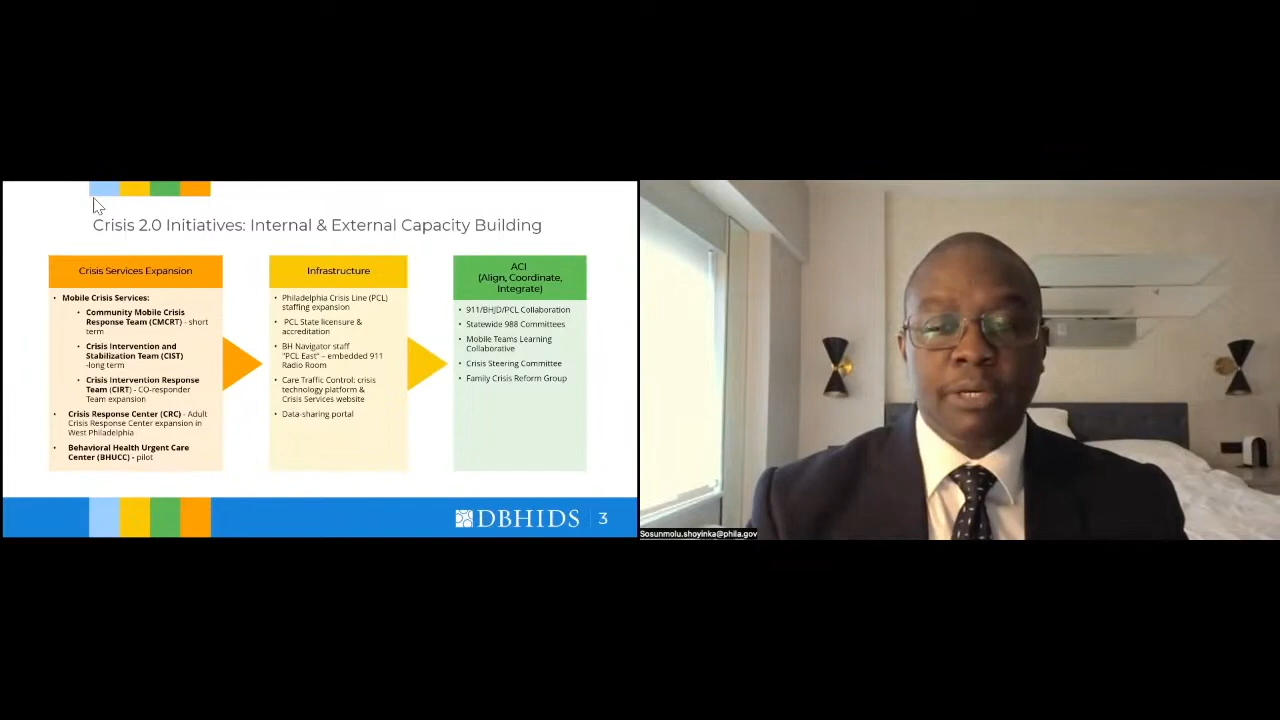 Crisis 2.0 Initiatives: Internal & External Capacity Building
Crisis Services Expansion
• Mobile Crisis Services:
• Community Mobile Crisis
Response Team (CMCRT) - short
term
• Crisis Intervention and
Stabilization Team (CIST)
-long term
• Crisis Intervention Response
Team (CIRT) - CO-responder
Team expansion
• Crisis Response Center (CRC) - Adult
Crisis Response Center expansion in
West Philadelphia
• Behavioral Health Urgent Care
Center (BHUCC) - pilot
Infrastructure
• Philadelphia Crisis Line (PCL)
staffing expansion
• PCL State licensure &
accreditation
• BH Navigator staff
"PCL East" – embedded 911
Radio Room
• Care Traffic Control: crisis
technology platform &
Crisis Services website
• Data-sharing portal
ACI
(Align, Coordinate,
Integrate)
• 911/BHJD/PCL Collaboration
• Statewide 988 Committees
• Mobile Teams Learning
Collaborative
• Crisis Steering Committee
• Family Crisis Reform Group
DBHIDS 3
Sosunmolu.shoyinka@phila.gov